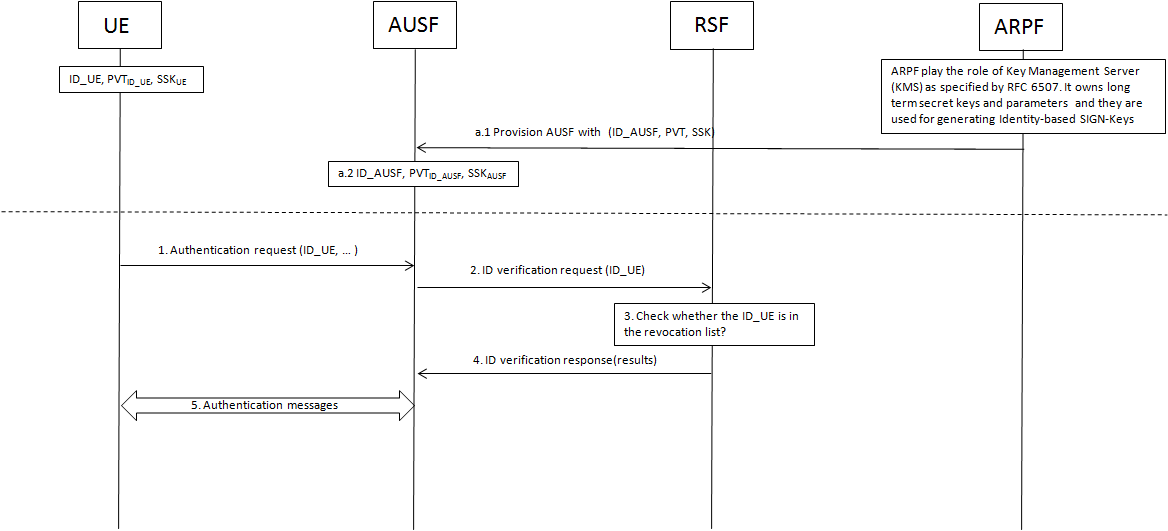 UE
AUSF
RSF
ARPF
ID_UE, PVTID_UE, SSKUE
ARPF play the role of Key Management Server
(KMS) as specified by RFC 6507. It owns long
term secret keys and parameters and they are
used for generating Identity-based SIGN-Keys
a.1 Provision AUSF with (ID_AUSF, PVT, SSK)
a.2 ID_AUSF, PVTID_AUSF, SSKAUSF
1. Authentication request (ID_UE, ... )
2. ID verification request (ID_UE)
3. Check whether the ID_UE is in
the revocation list?
4. ID verification response(results)
5. Authentication messages